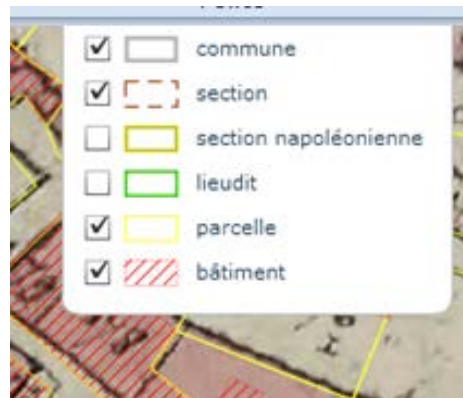 commune
section
section napoléonienne
lieudit
parcelle
bâtiment